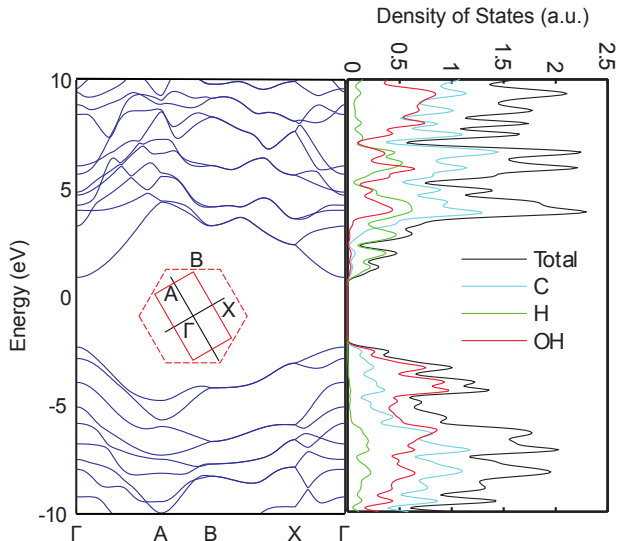 Density of States (a.u.)
0 0.5 1 1.5 2 2.5
10
5
0
-5
-10
Energy (eV)
B
A
X
Γ
Total
C
H
OH
Γ A B X Γ